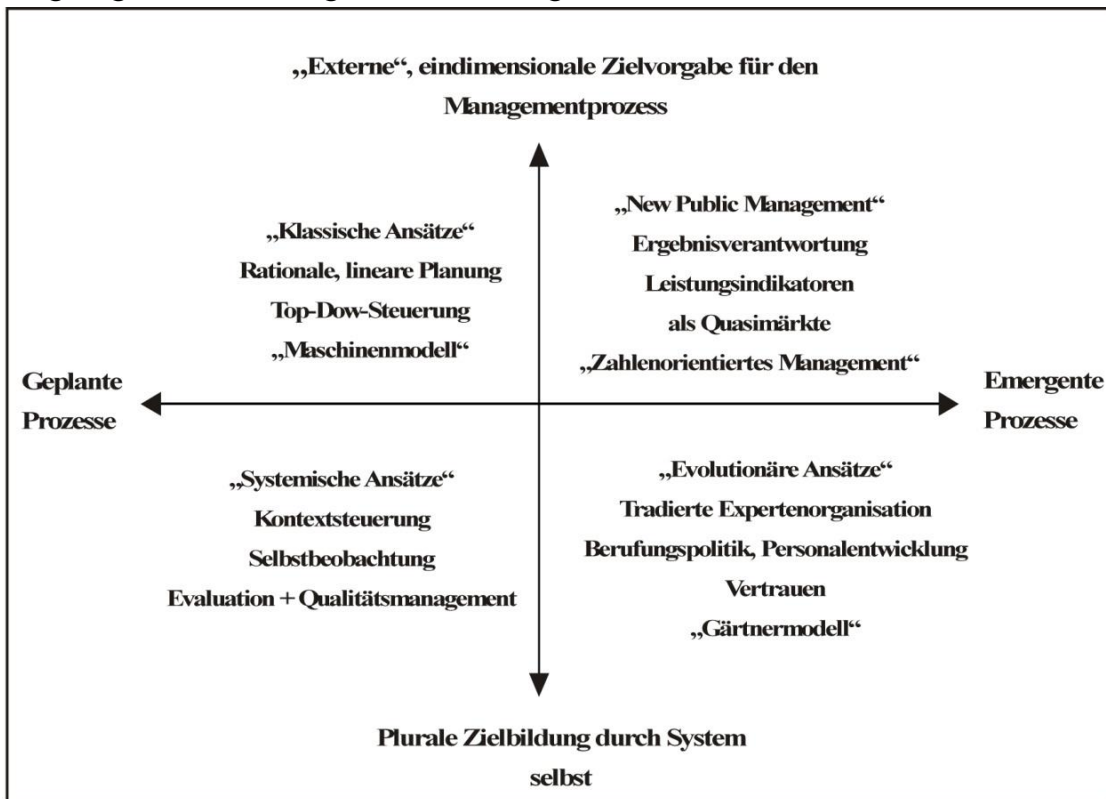 „Externe“, eindimensionale Zielvorgabe für den
Managementprozess
„Klassische Ansätze“
Rationale, lineare Planung
Top-Dow-Steuerung
„Maschinenmodell“
„New Public Management“
Ergebnisverantwortung
Leistungsindikatoren
als Quasimärkte
„Zahlenorientiertes Management“
Geplante
Prozesse
Emergente
Prozesse
„Systemische Ansätze“
Kontextsteuerung
Selbstbeobachtung
Evaluation + Qualitätsmanagement
„Evolutionäre Ansätze“
Tradierte Expertenorganisation
Berufungspolitik, Personalentwicklung
Vertrauen
„Gärtnermodell“
Plurale Zielbildung durch System
selbst